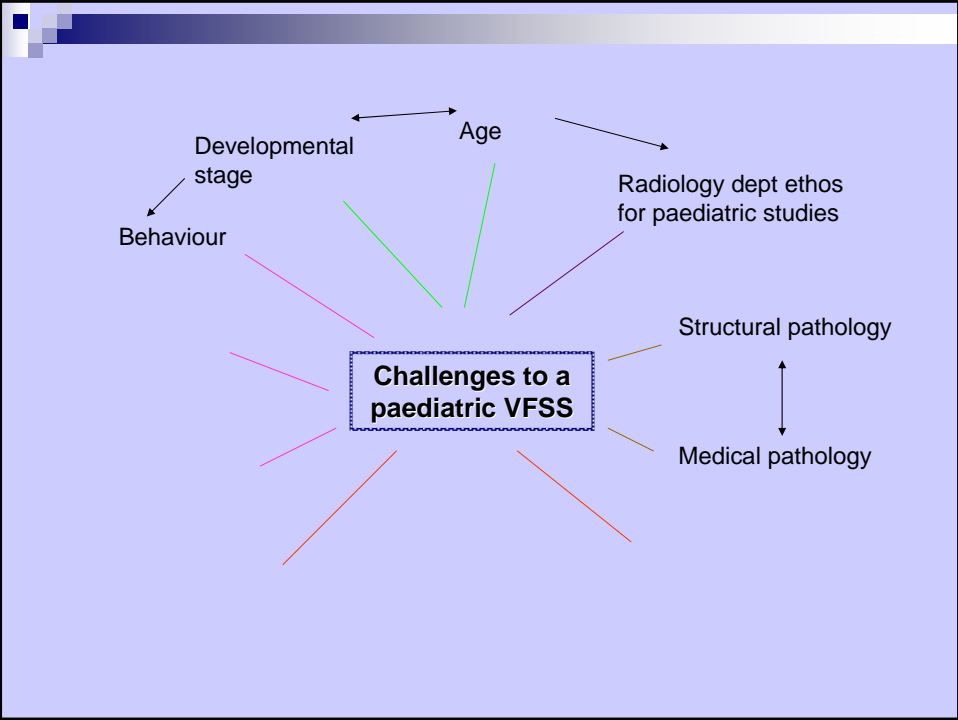 Age
Developmental
stage
Radiology dept ethos
for paediatric studies
Behaviour
Structural pathology
Challenges to a
paediatric VFSS
Medical pathology